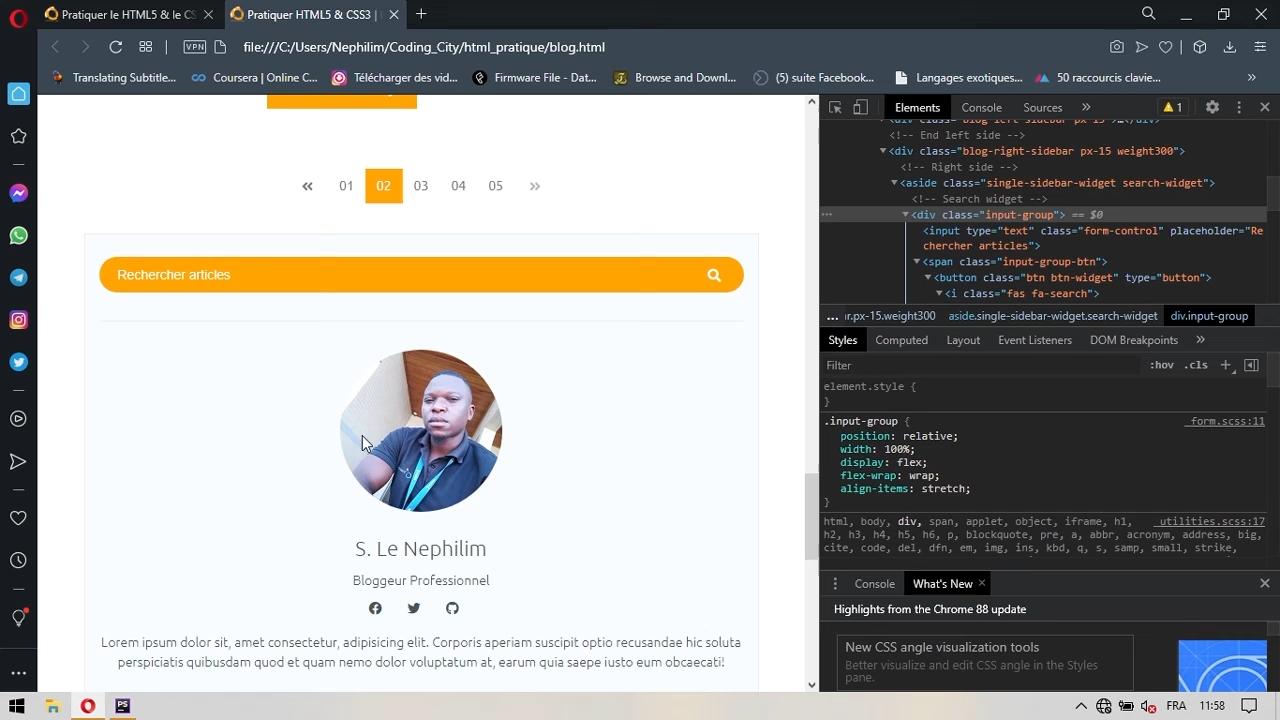 Pratiquer le HTML5 & le CS
Pratiquer HTML5 & CSS3 |
VPN
file:///C:/Users/Nephilim/Coding_City/html_pratique/blog.html
Translating Subtitle...
Coursera | Online C...
Télécharger des vid...
Firmware File - Dat...
Browse and Downl...
(5) suite Facebook...
Langages exotiques...
50 raccourcis clavie...
01
02
03
04
05
Rechercher articles
S. Le Nephilim
Bloggeur Professionnel
Lorem ipsum dolor sit, amet consectetur, adipisicing elit. Corporis aperiam suscipit optio recusandae hic soluta
perspiciatis quibusdam quod et quam nemo dolor voluptatum at, earum quia saepe iusto eum obcaecati!
Elements
Console
Sources
1
<!-- End left side -->
<div class="blog-right-sidebar px-15 weight300">
<!-- Right side -->
<aside class="single-sidebar-widget search-widget">
<!-- Search widget -->
<div class="input-group"> == $0
<input type="text" class="form-control" placeholder="Re
chercher articles">
<span class="input-group-btn">
<button class="btn btn-widget" type="button">
<i class="fas fa-search">
... ır.px-15.weight300
aside.single-sidebar-widget.search-widget
div.input-group
Styles
Computed
Layout
Event Listeners
DOM Breakpoints
Filter
:hov .cls
element.style {
}
.input-group {
_form.scss:11
position: relative;
width: 100%;
display: flex;
flex-wrap: wrap;
align-items: stretch;
}
html, body, div, span, applet, object, iframe, h1,
_utilities.scss:17
h2, h3, h4, h5, h6, p, blockquote, pre, a, abbr, acronym, address, big,
cite, code, del, dfn, em, img, ins, kbd, q, s, samp, small, strike,
Console
What's New
Highlights from the Chrome 88 update
New CSS angle visualization tools
Better visualize and edit CSS angle in the Styles
pane.
FRA
11:58